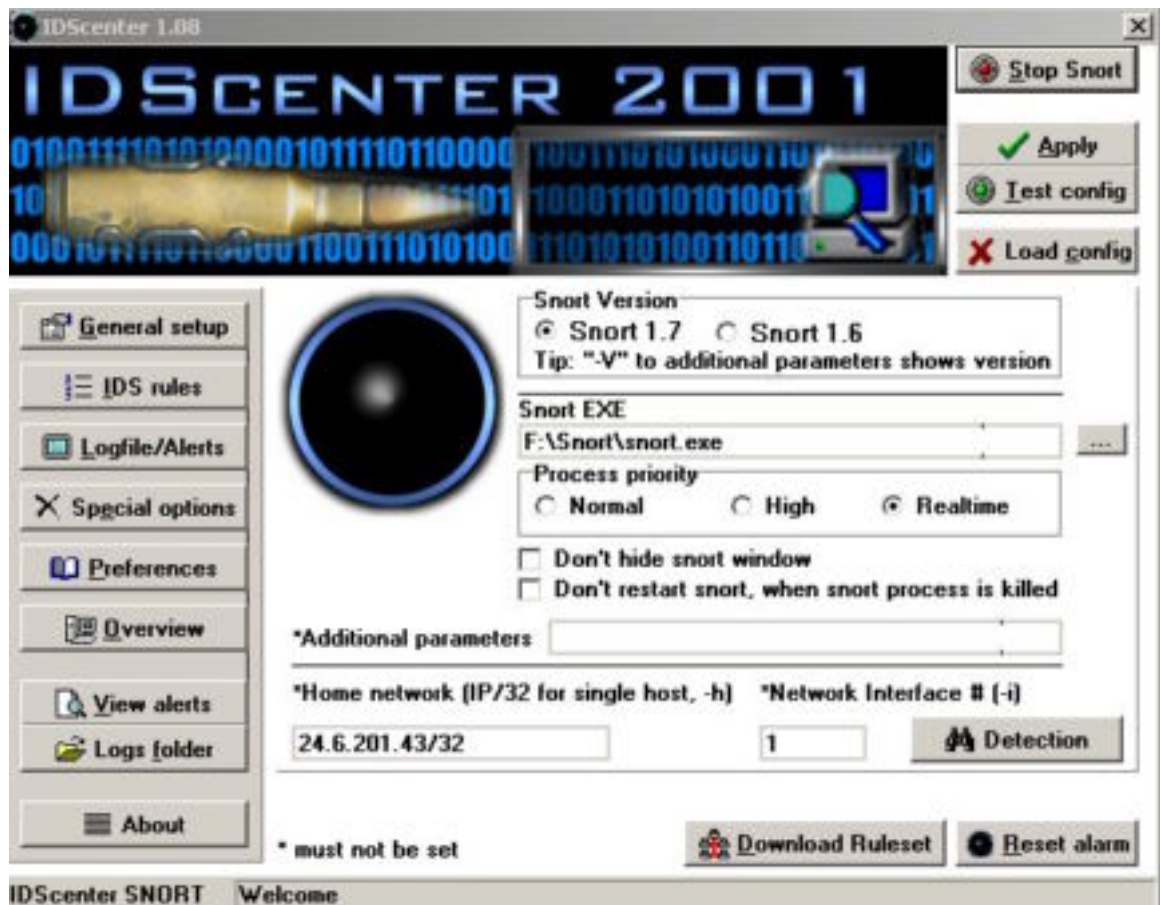 IDScenter 1.08
IDSCENTER 2001
Stop Snort
Apply
Test config
Load config
General setup
IDS rules
Logfile/Alerts
Special options
Preferences
Overview
View alerts
Logs folder
About
Snort Version
Snort 1.7 Snort 1.6
Tip: "-V" to additional parameters shows version
Snort EXE
F:\Snort\snort.exe
...
Process priority
Normal High Realtime
Don't hide snort window
Don't restart snort, when snort process is killed
*Additional parameters
*Home network (IP/32 for single host, -h) *Network Interface # (-i)
24.6.201.43/32 1 Detection
* must not be set
Download Ruleset Reset alarm
IDScenter SNORT Welcome